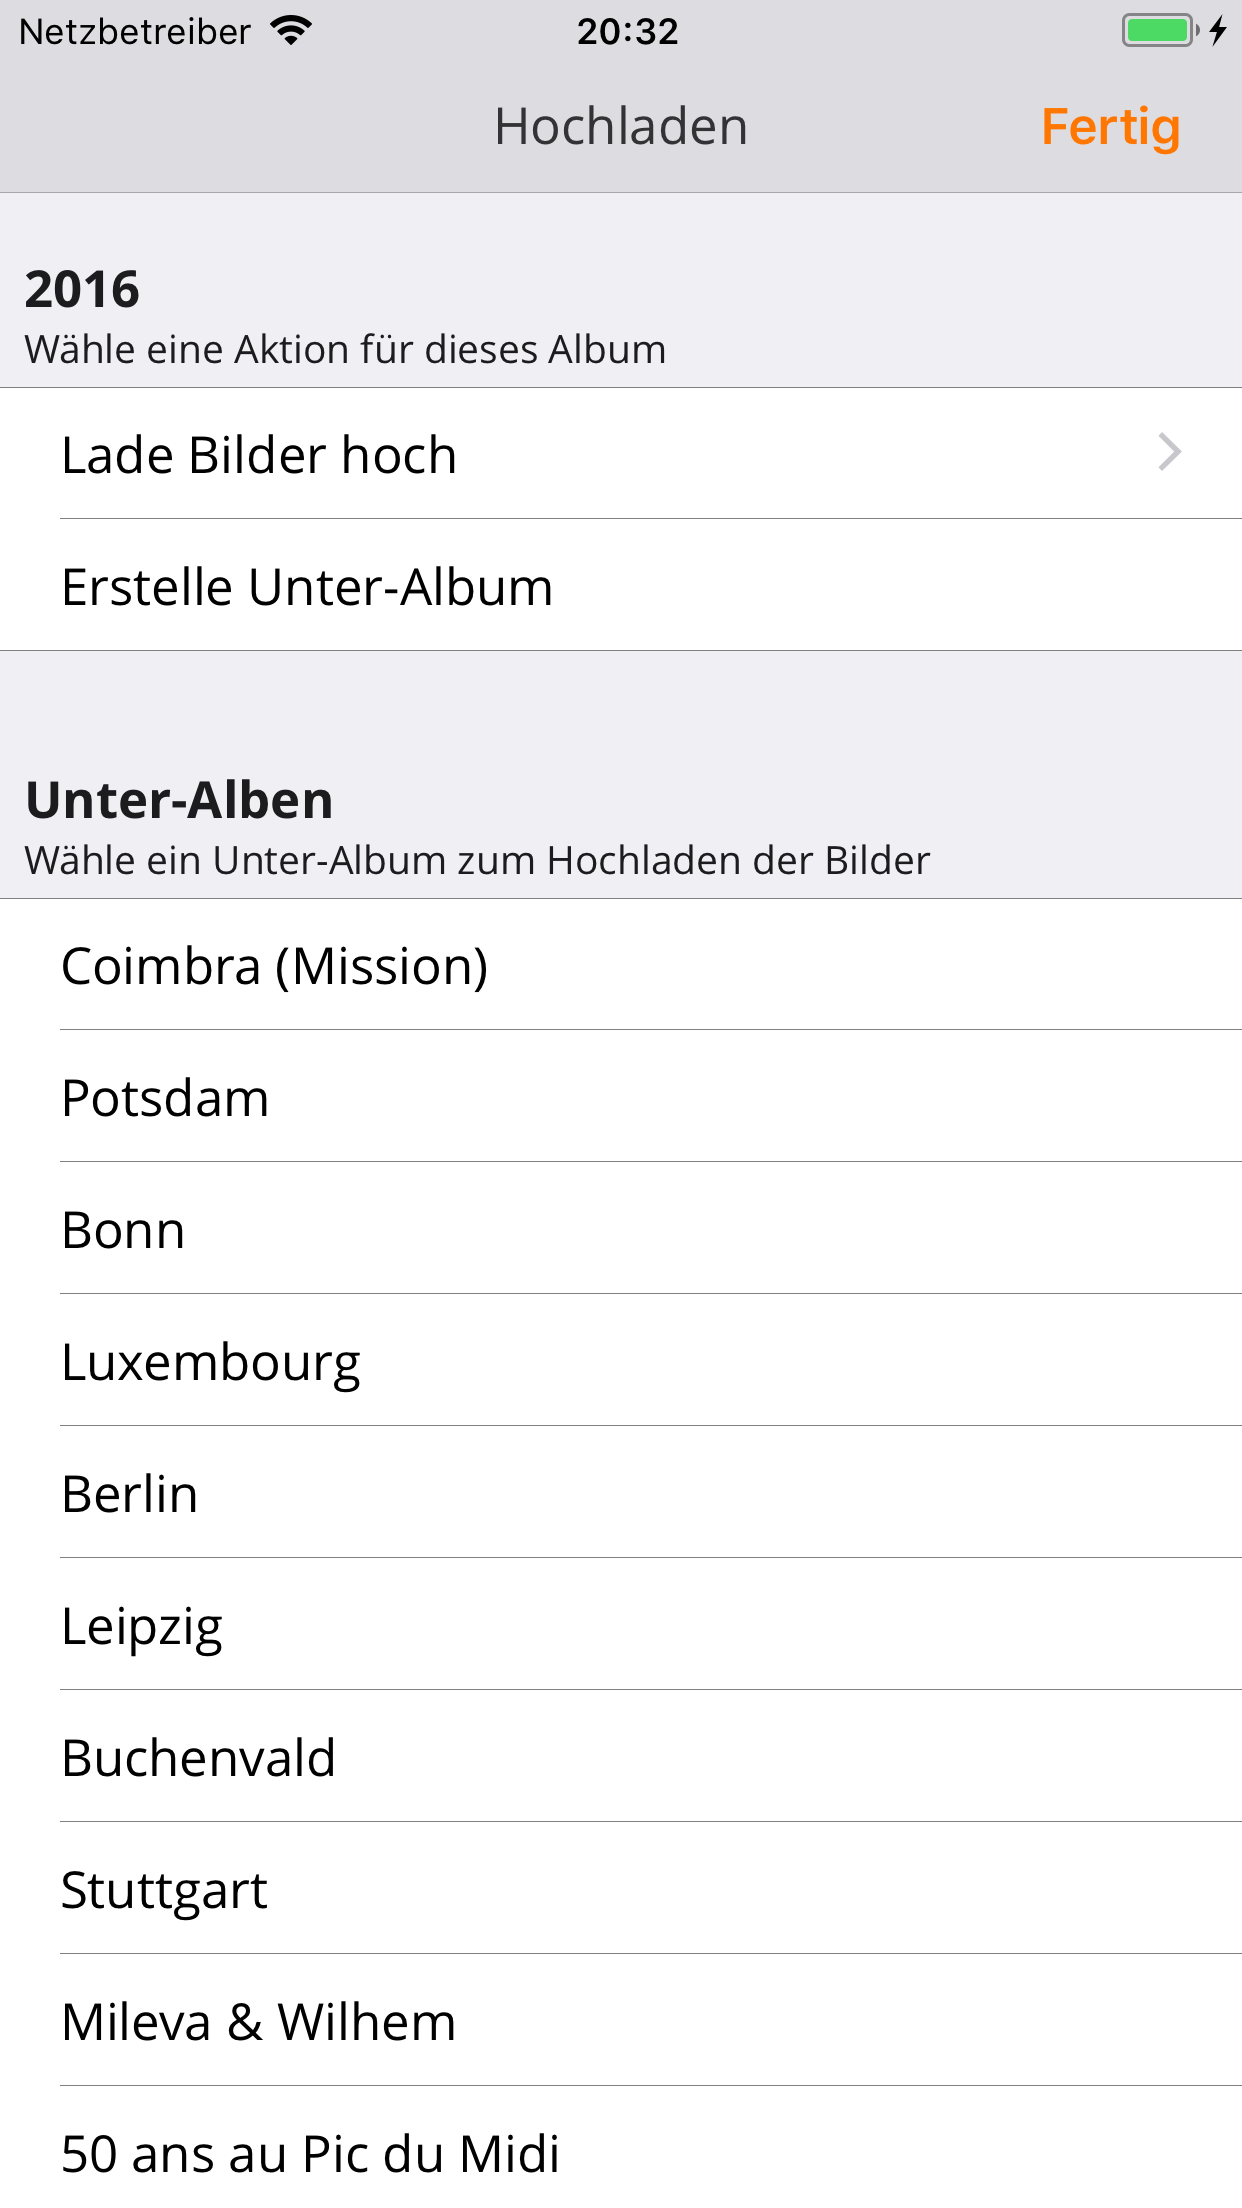 Netzbetreiber 20:32
Hochladen Fertig
2016
Wähle eine Aktion für dieses Album
Lade Bilder hoch
Erstelle Unter-Album
Unter-Alben
Wähle ein Unter-Album zum Hochladen der Bilder
Coimbra (Mission)
Potsdam
Bonn
Luxembourg
Berlin
Leipzig
Buchenvald
Stuttgart
Mileva & Wilhem
50 ans au Pic du Midi